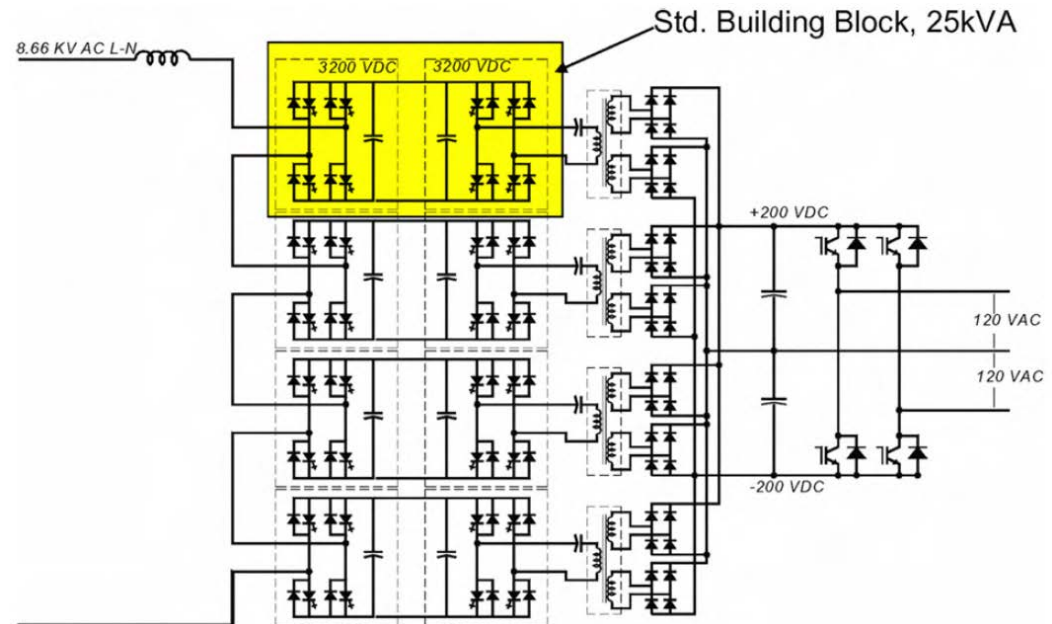 Std. Building Block, 25kVA
8.66 KV AC L-N
3200 VDC
3200 VDC
+200 VDC
120 VAC
120 VAC
-200 VDC